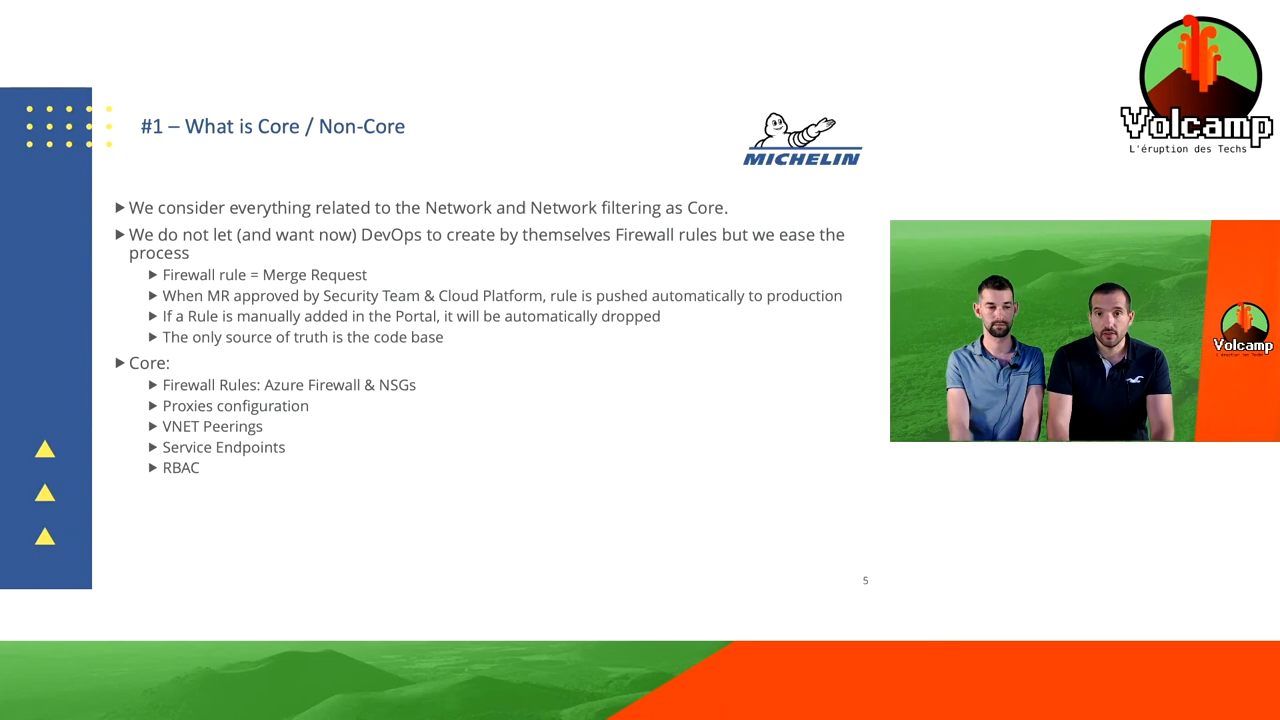 #1 – What is Core / Non-Core
MICHELIN
Volcamp
L'éruption des Techs
We consider everything related to the Network and Network filtering as Core.
We do not let (and want now) DevOps to create by themselves Firewall rules but we ease the
process
Firewall rule = Merge Request
When MR approved by Security Team & Cloud Platform, rule is pushed automatically to production
If a Rule is manually added in the Portal, it will be automatically dropped
The only source of truth is the code base
Core:
Firewall Rules: Azure Firewall & NSGs
Proxies configuration
VNET Peerings
Service Endpoints
RBAC
Volcamp
L'éruption des Techs
5